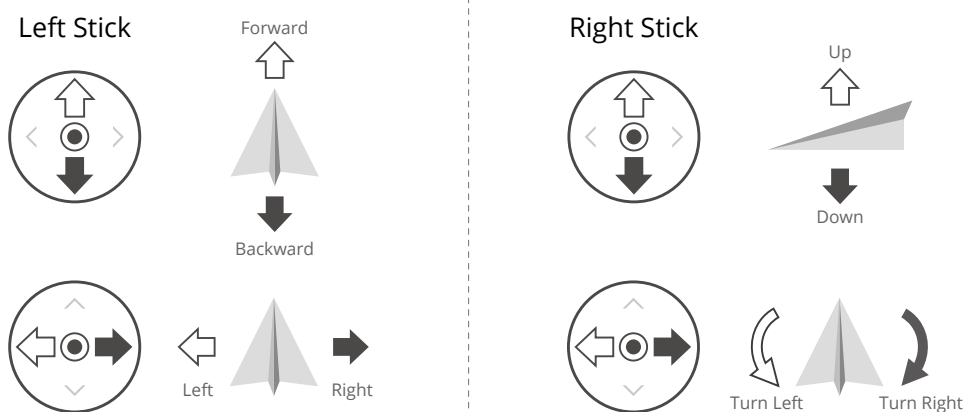 Left Stick
Forward
Backward
Left
Right
Right Stick
Up
Down
Turn Left
Turn Right